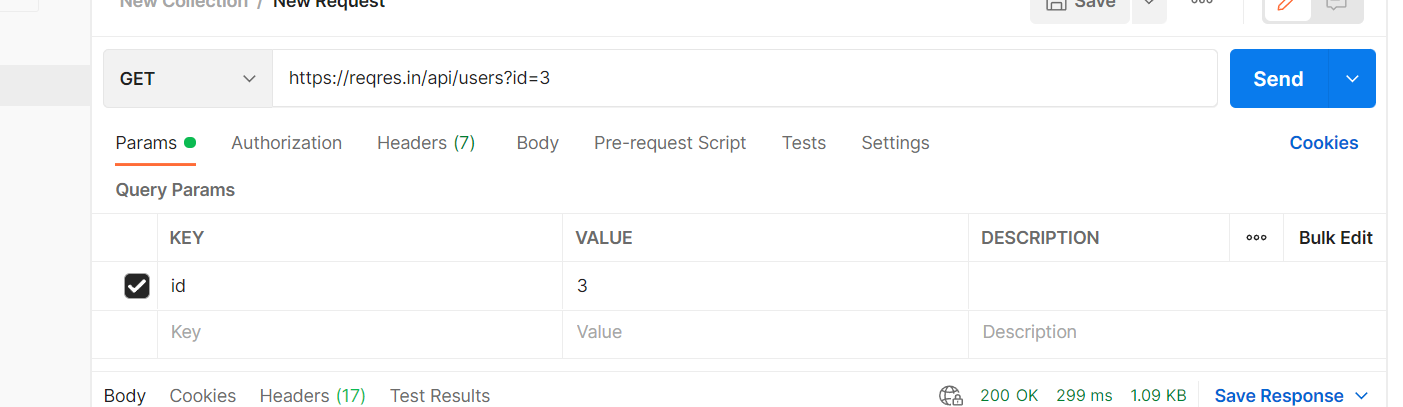 New Collection / New Request Save ooo
GET https://reqres.in/api/users?id=3 Send
Params Authorization Headers (7) Body Pre-request Script Tests Settings Cookies
Query Params
KEY VALUE DESCRIPTION ooo Bulk Edit
id 3
Key Value Description
Body Cookies Headers (17) Test Results 200 OK 299 ms 1.09 KB Save Response